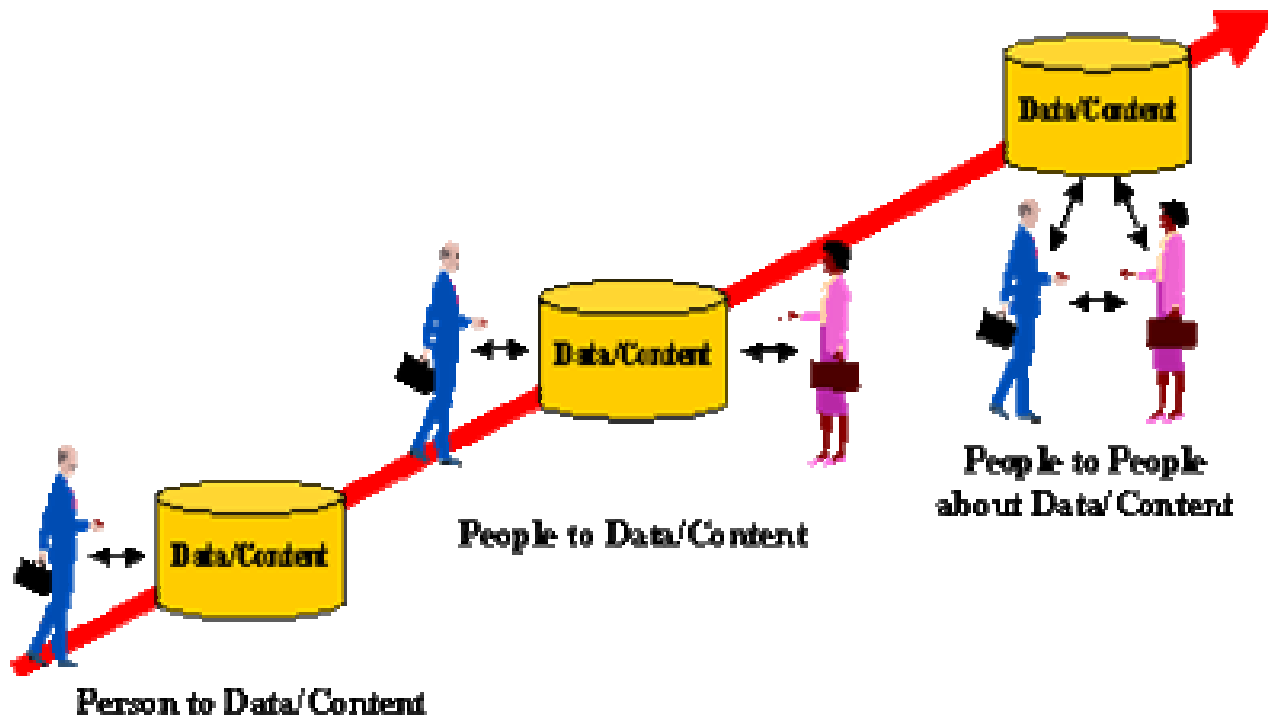 Data/Content
Data/Content
People to People
about Data/Content
People to Data/Content
Data/Content
Person to Data/Content